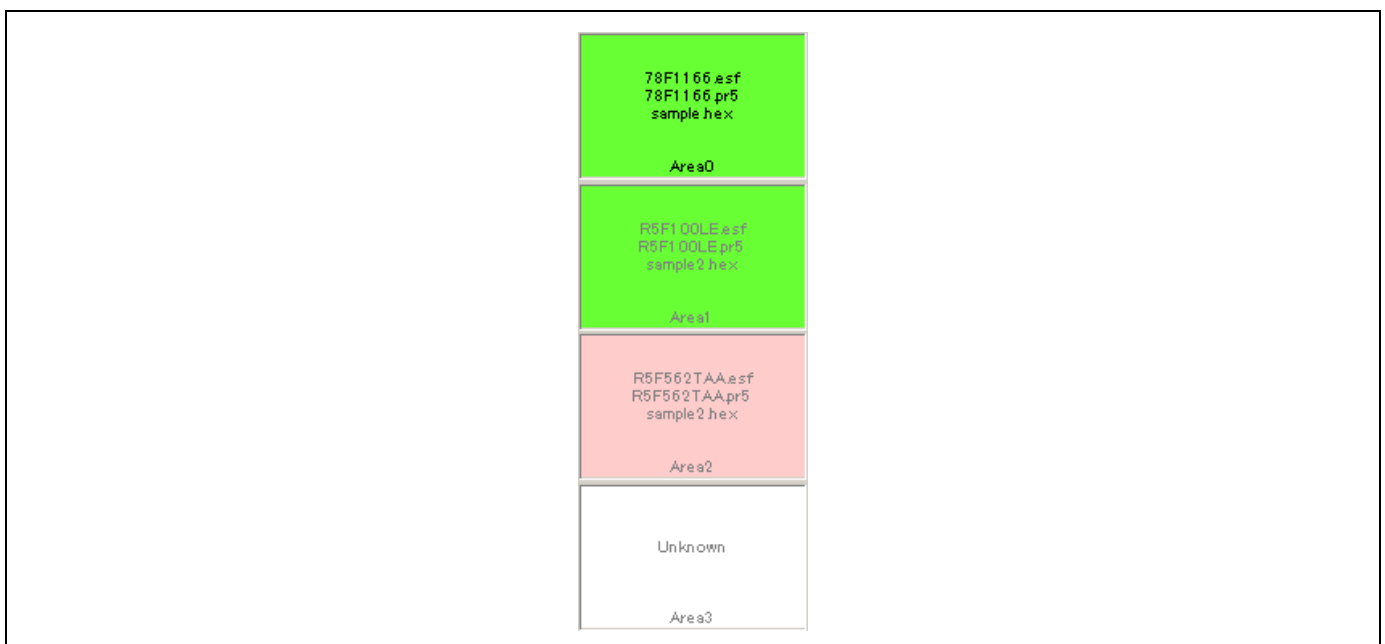 78F1166.esf
78F1166.pr5
sample.hex
Area0
R5F100LE.esf
R5F100LE.pr5
sample2.hex
Area1
R5F562TAA.esf
R5F562TAA.pr5
sample2.hex
Area2
Unknown
Area3